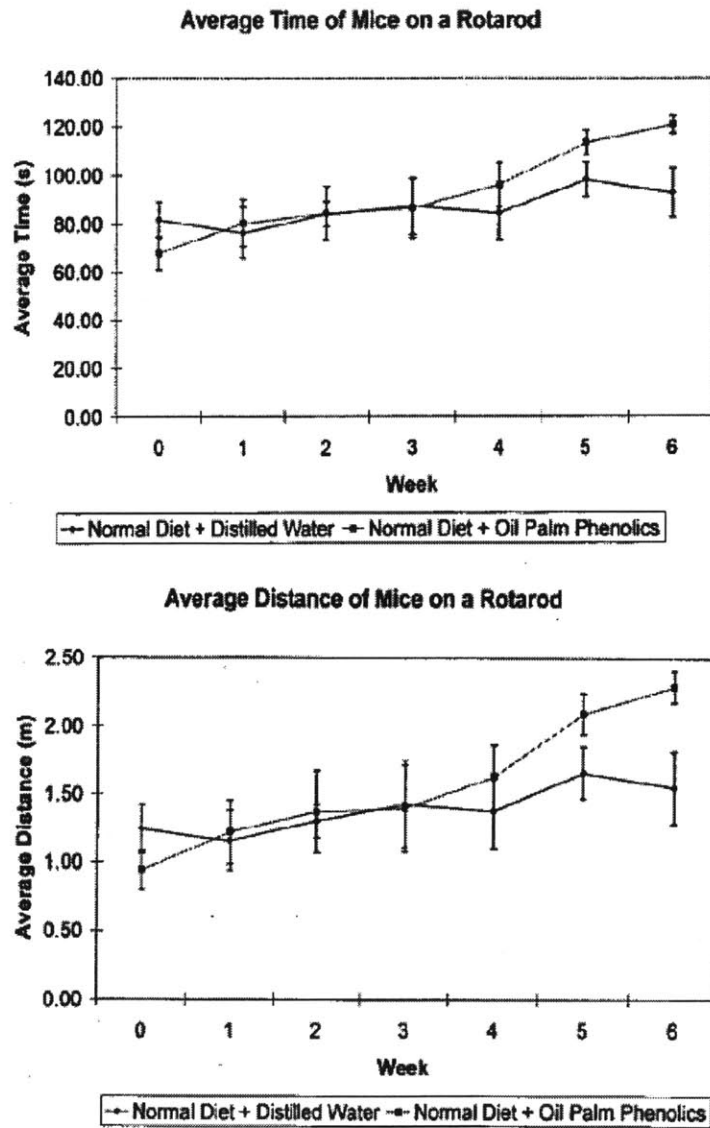 Average Time of Mice on a Rotarod
140.00
120.00
100.00
80.00
60.00
40.00
20.00
0.00
Average Time (s)
0 1 2 3 4 5 6
Week
Normal Diet + Distilled Water Normal Diet + Oil Palm Phenolics
Average Distance of Mice on a Rotarod
2.50
2.00
1.50
1.00
0.50
0.00
Average Distance (m)
0 1 2 3 4 5 6
Week
Normal Diet + Distilled Water Normal Diet + Oil Palm Phenolics